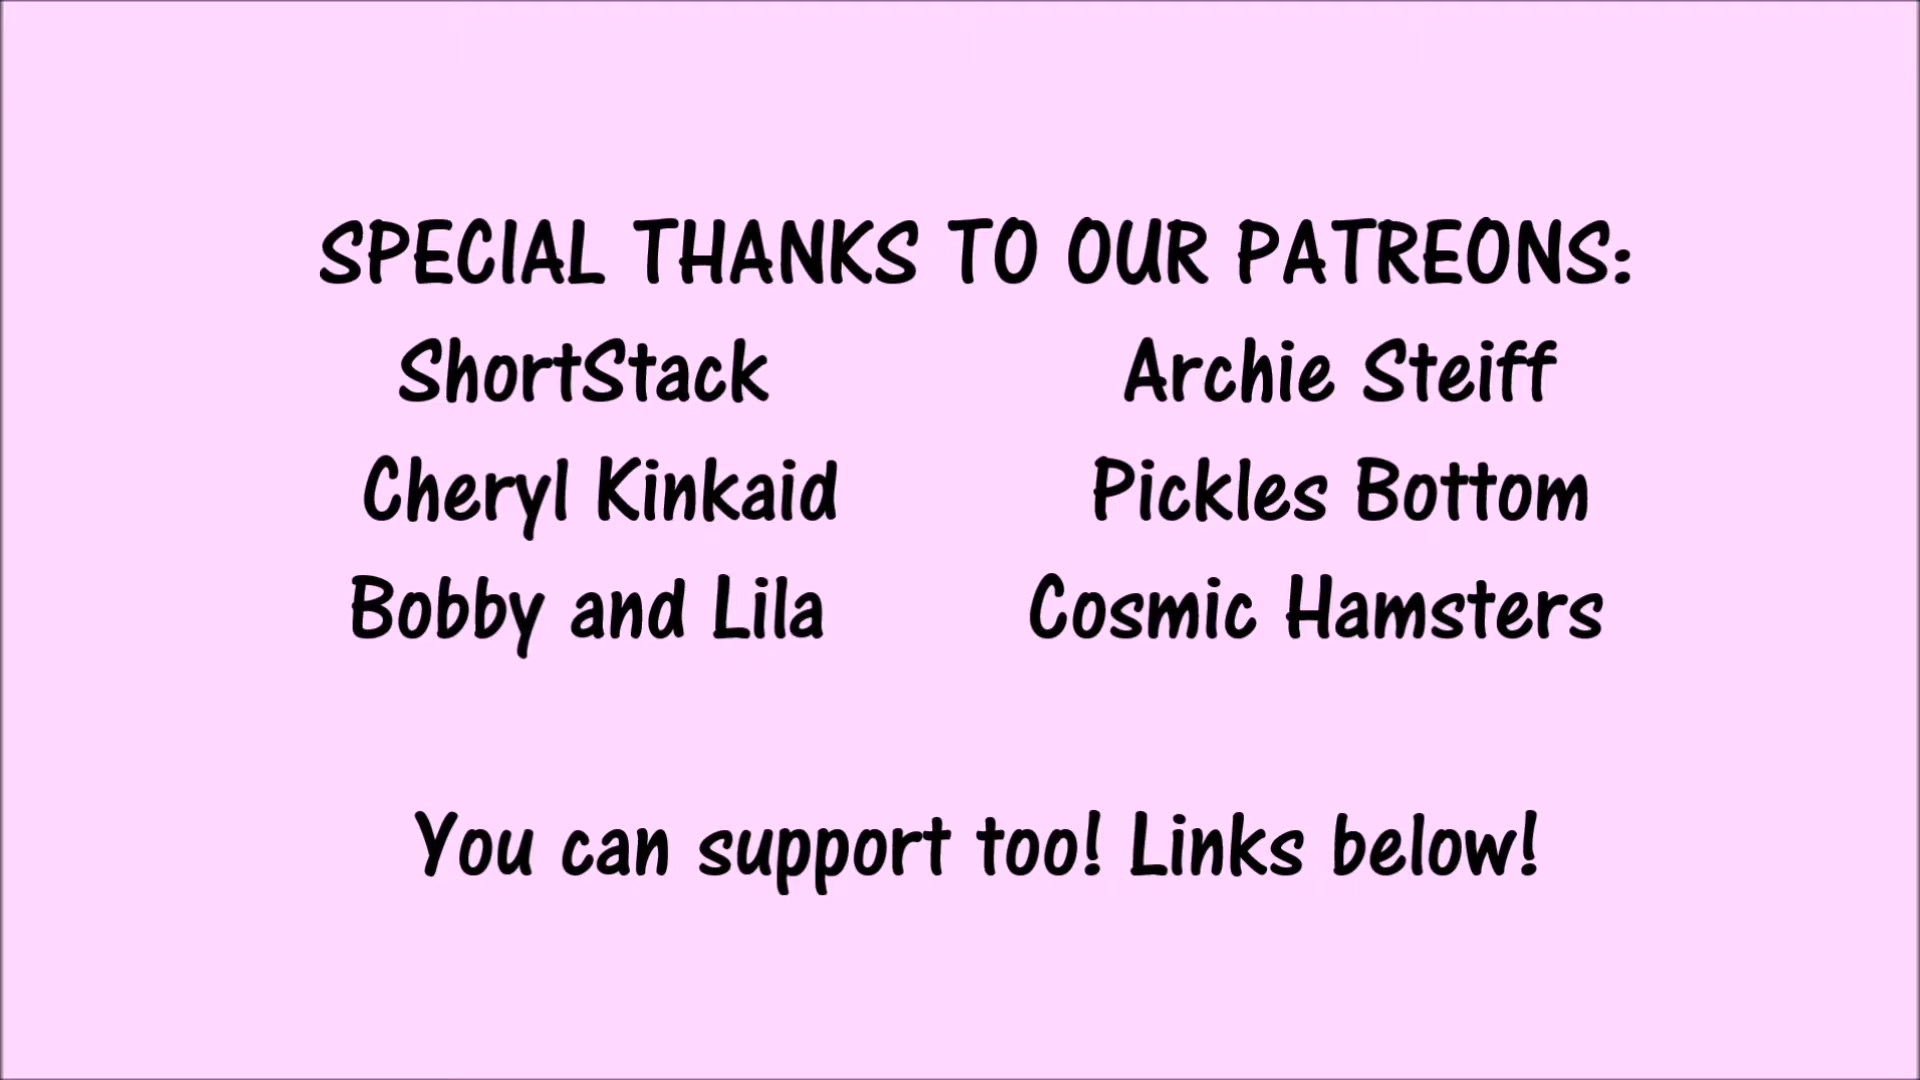 SPECIAL THANKS TO OUR PATREONS:
ShortStack Archie Steiff
Cheryl Kinkaid Pickles Bottom
Bobby and Lila Cosmic Hamsters
You can support too! Links below!